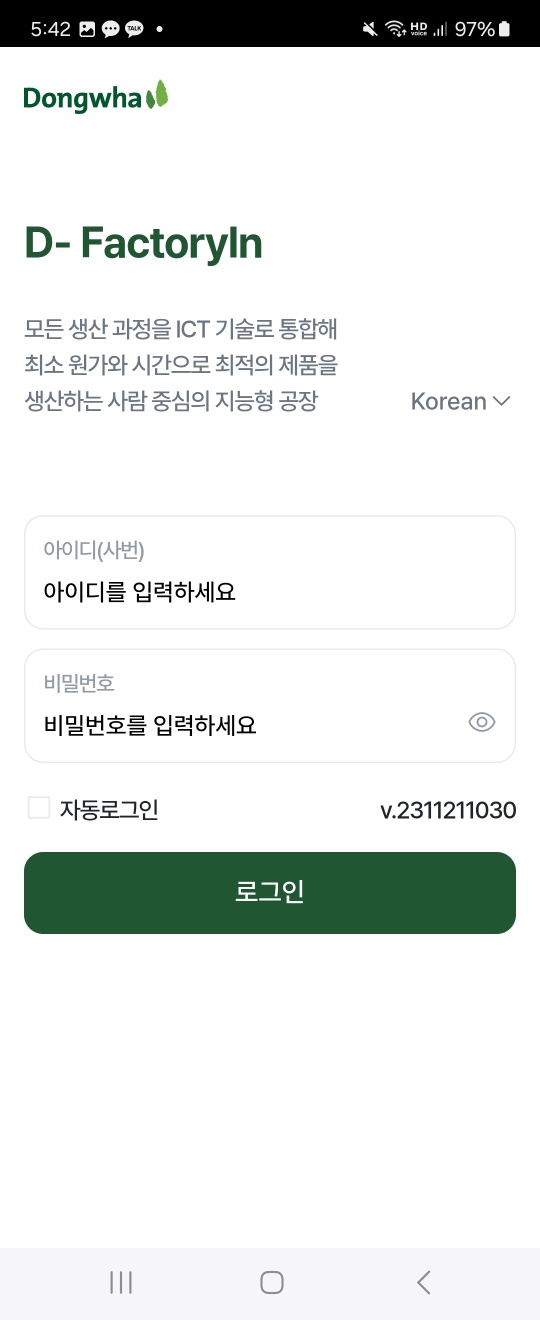 5:42
TALK
HD voice
97%
Dongwha
D- FactoryIn
모든 생산 과정을 ICT 기술로 통합해
최소 원가와 시간으로 최적의 제품을
생산하는 사람 중심의 지능형 공장
Korean
아이디(사번)
아이디를 입력하세요
비밀번호
비밀번호를 입력하세요
자동로그인
v.2311211030
로그인